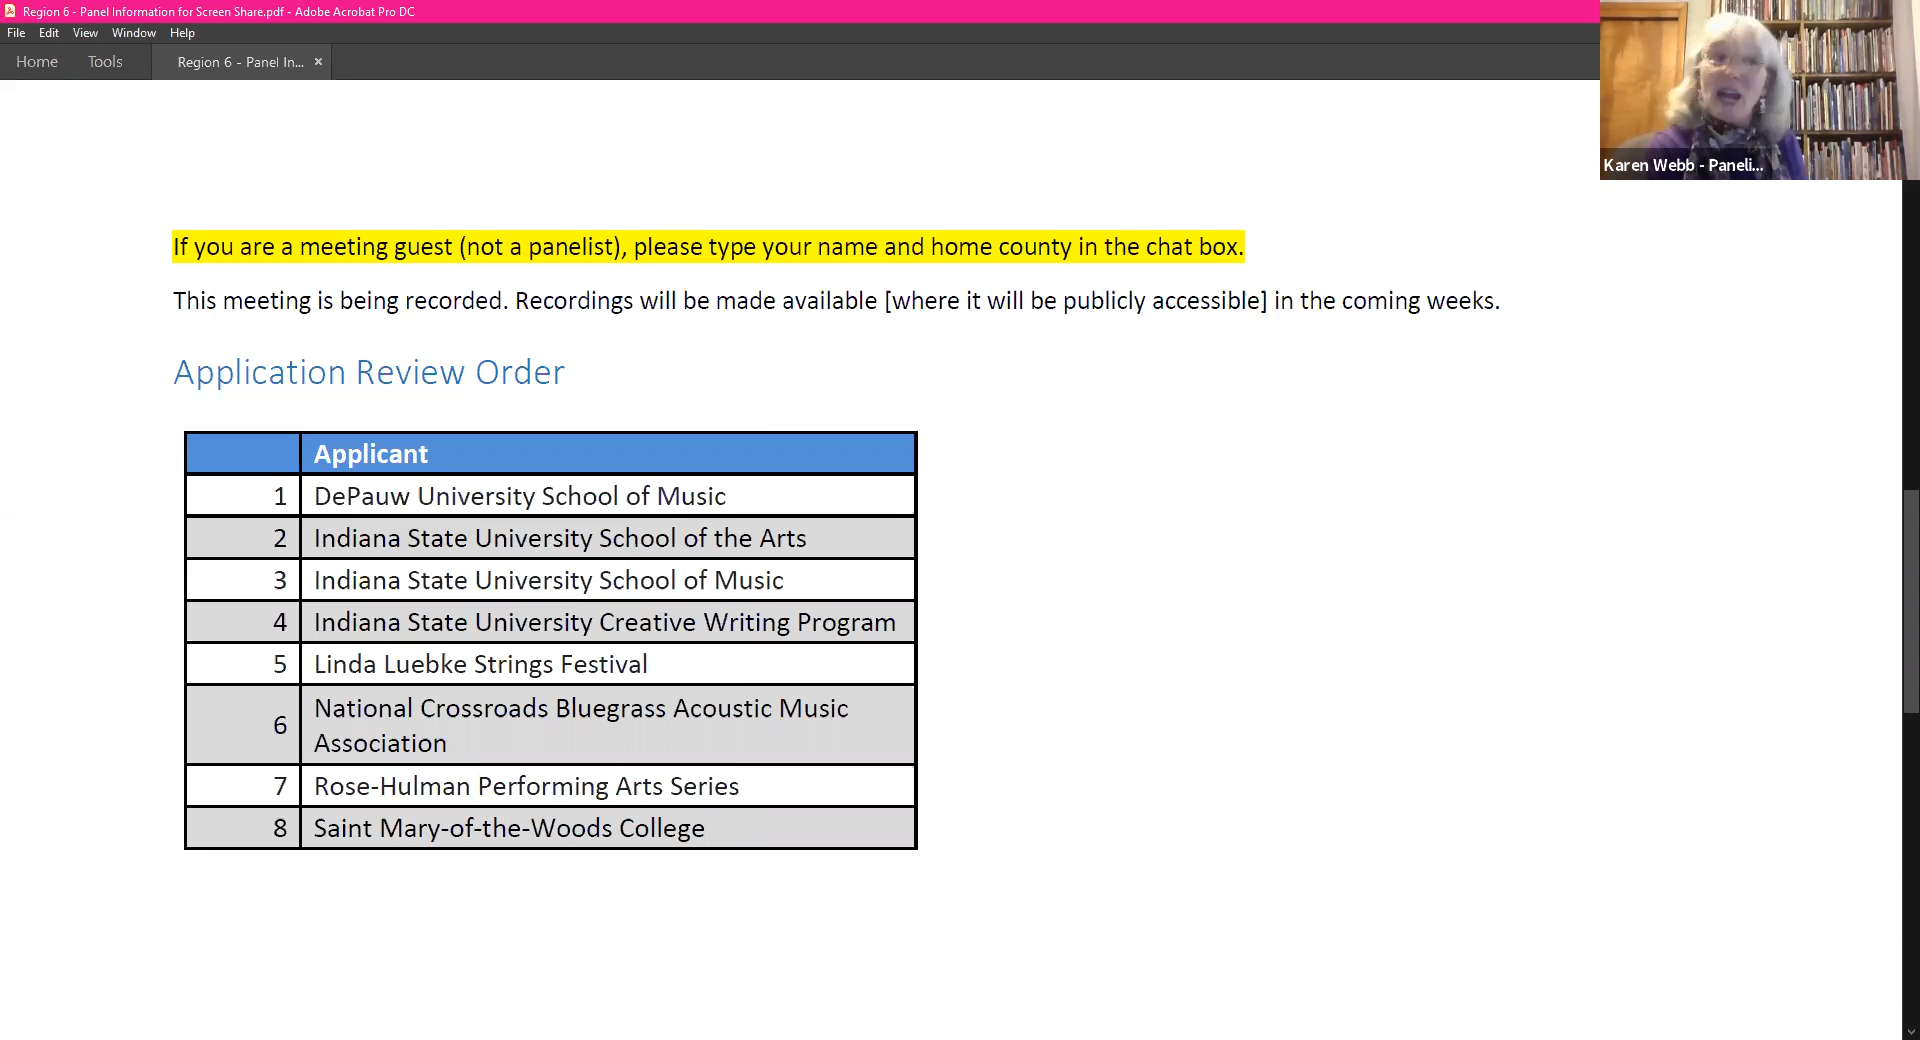 Region 6 - Panel Information for Screen Share.pdf - Adobe Acrobat Pro DC
File Edit View Window Help
Home Tools Region 6 - Panel In... ×
Karen Webb - Paneli...
If you are a meeting guest (not a panelist), please type your name and home county in the chat box.
This meeting is being recorded. Recordings will be made available [where it will be publicly accessible] in the coming weeks.
Application Review Order
Applicant
1 DePauw University School of Music
2 Indiana State University School of the Arts
3 Indiana State University School of Music
4 Indiana State University Creative Writing Program
5 Linda Luebke Strings Festival
6 National Crossroads Bluegrass Acoustic Music
Association
7 Rose-Hulman Performing Arts Series
8 Saint Mary-of-the-Woods College